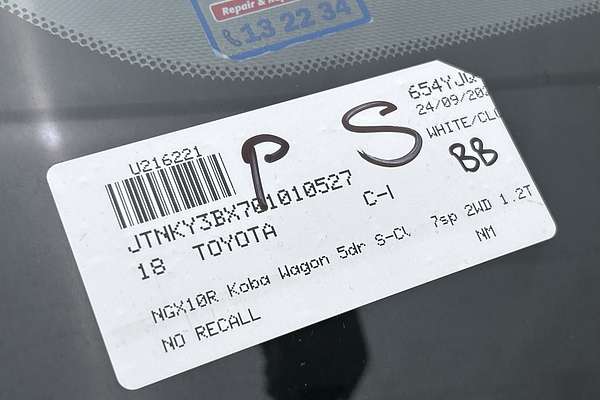 Repair &
13 22 34
U216221
JTNKY3BX701010527
18 TOYOTA
C-1
NGX10R Koba Wagon 5dr S-CV 7sp 2WD 1.2T
NO RECALL
NM
P S
654YJ
24/09/20
WHITE/CL
BB